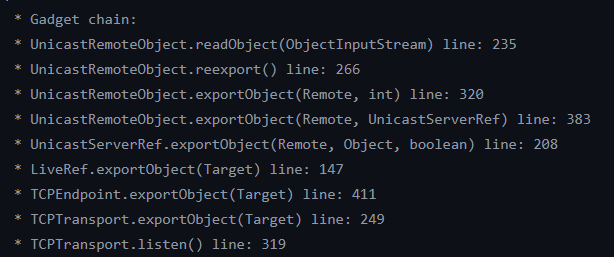 * Gadget chain:
* UnicastRemoteObject.readObject(ObjectInputStream) line: 235
* UnicastRemoteObject.reexport() line: 266
* UnicastRemoteObject.exportObject(Remote, int) line: 320
* UnicastRemoteObject.exportObject(Remote, UnicastServerRef) line: 383
* UnicastServerRef.exportObject(Remote, Object, boolean) line: 208
* LiveRef.exportObject(Target) line: 147
* TCPEndpoint.exportObject(Target) line: 411
* TCPTransport.exportObject(Target) line: 249
* TCPTransport.listen() line: 319